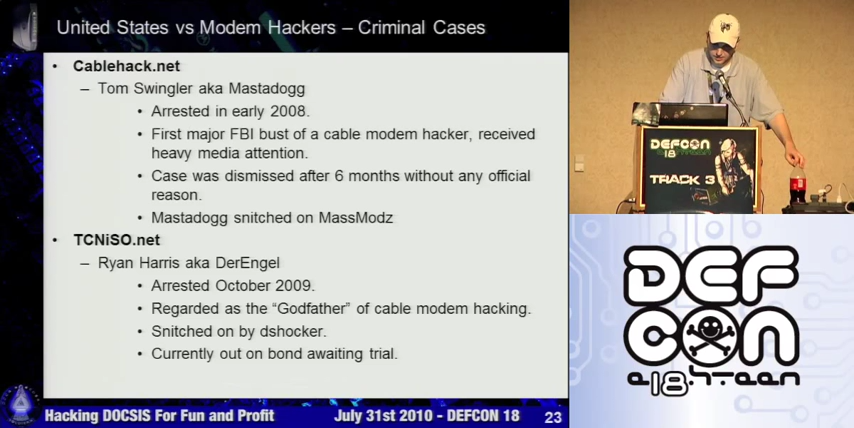 United States vs Modem Hackers – Criminal Cases
• Cablehack.net
– Tom Swingler aka Mastadogg
• Arrested in early 2008.
• First major FBI bust of a cable modem hacker, received
heavy media attention.
• Case was dismissed after 6 months without any official
reason.
• Mastadogg snitched on MassModz
• TCNiSO.net
– Ryan Harris aka DerEngel
• Arrested October 2009.
• Regarded as the “Godfather” of cable modem hacking.
• Snitched on by dshocker.
• Currently out on bond awaiting trial.
Hacking DOCSIS For Fun and Profit July 31st 2010 - DEFCON 18 23
DEFCON
18
TRACK 3
DEF
CON
e18hteen